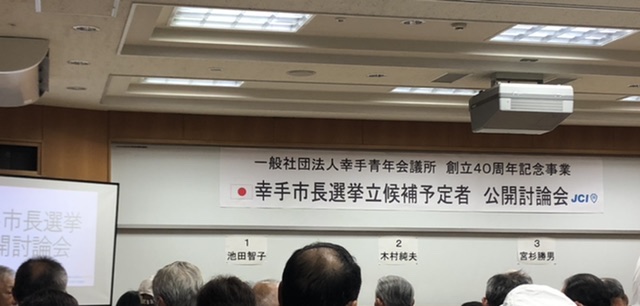 一般社団法人幸手青年会議所 創立40周年記念事業
幸手市長選挙立候補予定者 公開討論会 JCI
市長選挙
開討論会
1
池田智子
2
木村純夫
3
宮杉勝男